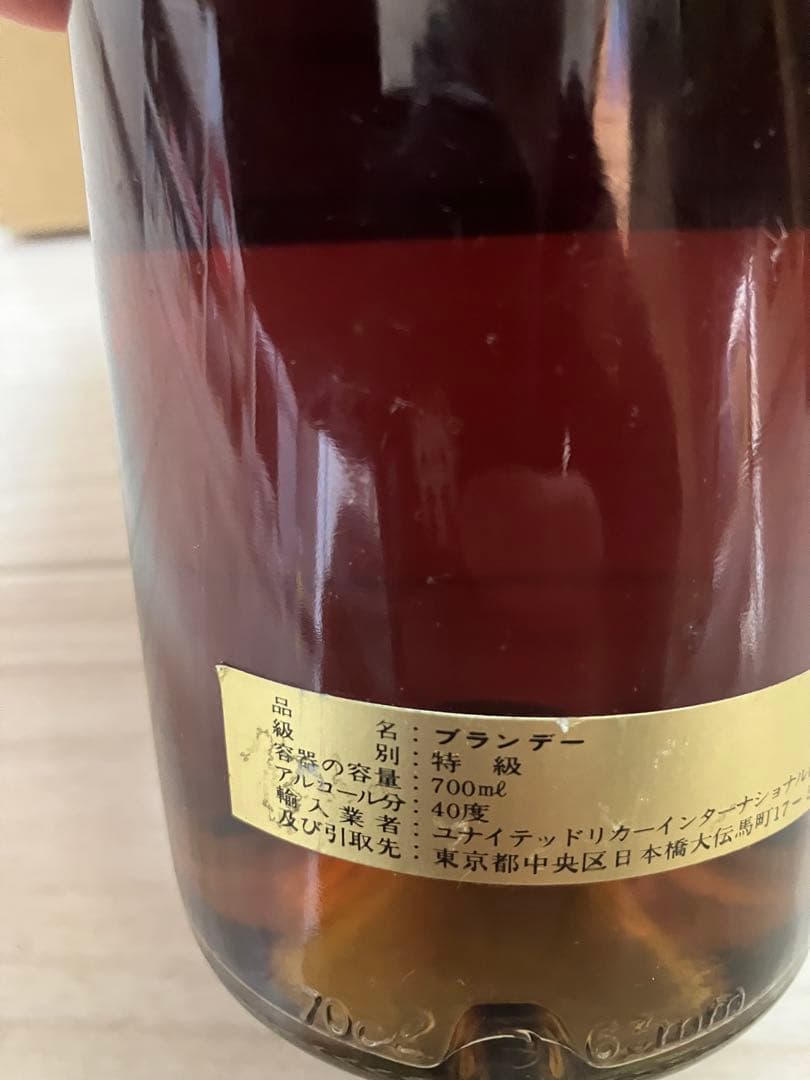 品名：ブランデー
級別：特級
容器の容量：700mℓ
アルコール分：40度
輸入業者：ユナイテッドリカーインターナショナル
及び引取先：東京都中央区日本橋大伝馬町17-
63mm